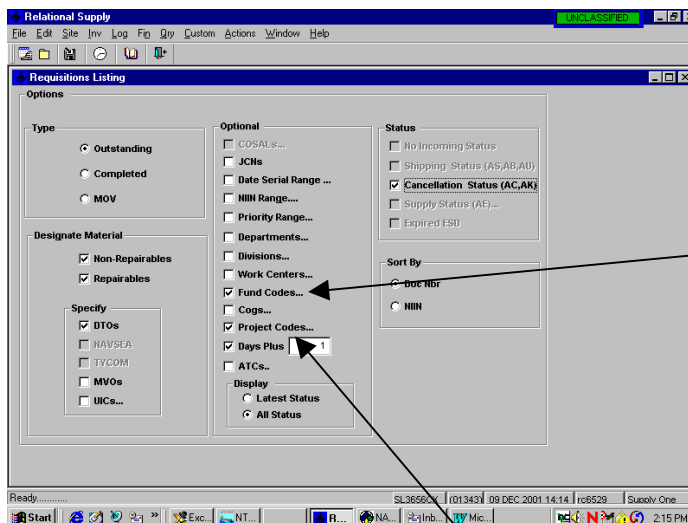 Relational Supply
UNCLASSIFIED
File Edit Site Inv Log Fin Qry Custom Actions Window Help
Requisitions Listing
Options
Type
Outstanding
Completed
MOV
Designate Material
Non-Repairables
Repairables
Specify
DTOs
NAVSEA
TYCOM
MVOs
UICs...
Optional
COSALs...
JCNs
Date Serial Range ...
NIIN Range....
Priority Range...
Departments...
Divisions...
Work Centers...
Fund Codes...
Cogs...
Project Codes...
Days Plus 1
ATCs..
Display
Latest Status
All Status
Status
No Incoming Status
Shipping Status (AS,AB,AU)
Cancellation Status (AC,AK)
Supply Status (AE)...
Expired ESD
Sort By
Doc Nbr
NIIN
Ready............ (01343) 09 DEC 2001 14:14 rc6529 Supply One
Start » Exc... NT... R... NA... Inb... Mic... 2:15 PM